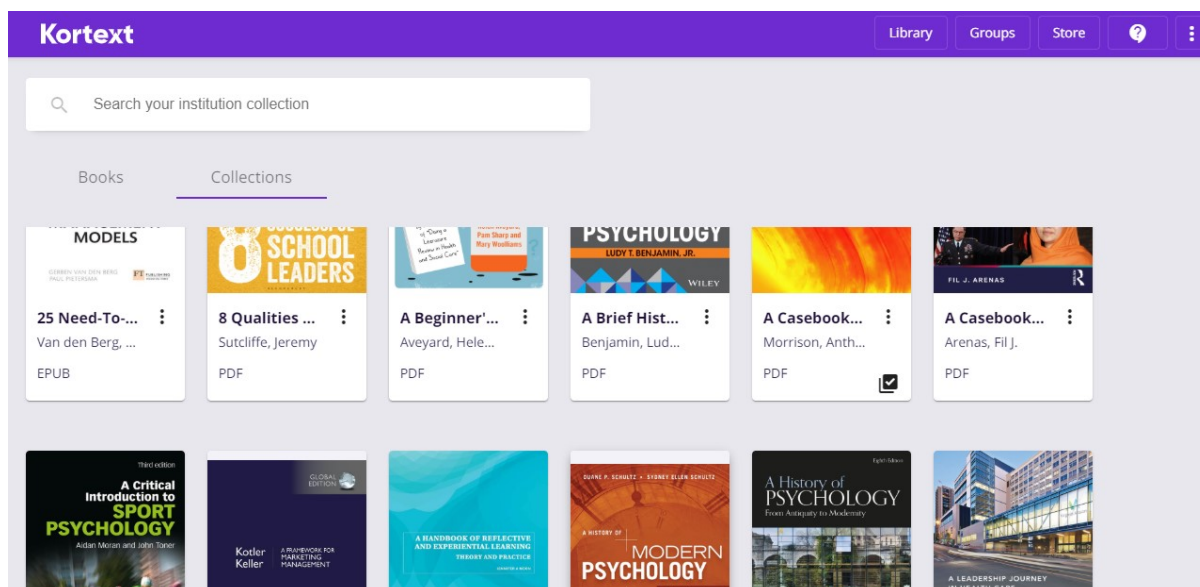 Kortext
Library
Groups
Store
Search your institution collection
Books
Collections
MODELS
PAUL PIETERSMA
SCHOOL
LEADERS
Pam Sharp and
Mary Woolliams
and Social Care"
PSYCHOLOGY
LUDY T. BENJAMIN, JR.
WILEY
FIL J. ARENAS
25 Need-To-...
Van den Berg, ...
EPUB
8 Qualities ...
Sutcliffe, Jeremy
PDF
A Beginner'...
Aveyard, Hele...
PDF
A Brief Hist...
Benjamin, Lud...
PDF
A Casebook...
Morrison, Anth...
PDF
A Casebook...
Arenas, Fil J.
PDF
Third edition
A Critical
Introduction to
SPORT
PSYCHOLOGY
Aidan Moran and John Toner
GLOBAL
EDITION
Kotler
Keller
A FRAMEWORK FOR
MARKETING
MANAGEMENT
A HANDBOOK OF REFLECTIVE
AND EXPERIENTIAL LEARNING
THEORY AND PRACTICE
DUANE P. SCHULTZ • SYDNEY ELLEN SCHULTZ
A HISTORY OF
MODERN
PSYCHOLOGY
Eighth Edition
A History of
PSYCHOLOGY
From Antiquity to Modernity
A LEADERSHIP JOURNEY